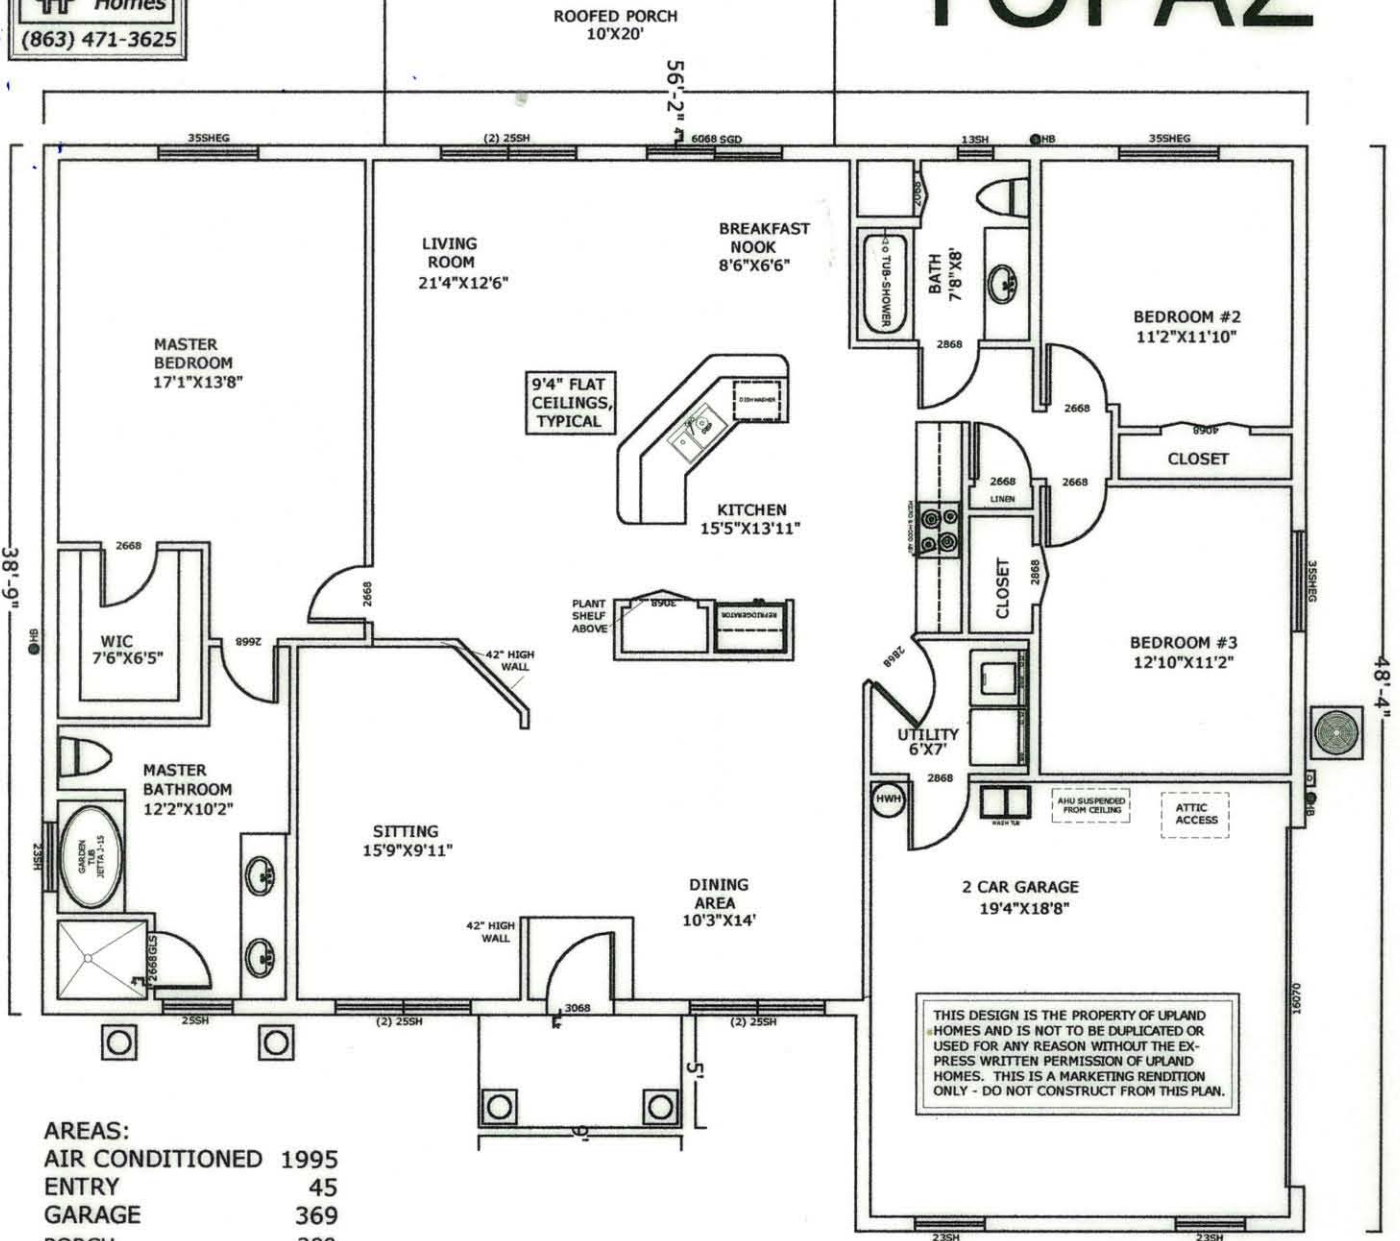 Homes
(863) 471-3625
ROOFED PORCH
10'X20'
TOPAZ
56'-2"
35SHEG
(2) 25SH
6068 SGD
13SH
HB
35SHEG
2068
LIVING
ROOM
21'4"X12'6"
BREAKFAST
NOOK
8'6"X6'6"
TUB-SHOWER
BATH
7'8"X8'
2868
BEDROOM #2
11'2"X11'10"
MASTER
BEDROOM
17'1"X13'8"
9'4" FLAT
CEILINGS,
TYPICAL
DISHWASHER
2668
4068
CLOSET
2668
LINEN
2668
KITCHEN
15'5"X13'11"
38'-9"
2668
2668
CLOSET
2868
35SHEG
PLANT
SHELF
ABOVE
3068
REFRIGERATOR
HB
WIC
7'6"X6'5"
2668
42" HIGH
WALL
2868
BEDROOM #3
12'10"X11'2"
48'-4"
UTILITY
6'X7'
2868
MASTER
BATHROOM
12'2"X10'2"
HWH
WASH TUB
AHU SUSPENDED
FROM CEILING
ATTIC
ACCESS
HB
SITTING
15'9"X9'11"
23SH
GARDEN
TUB
JETTA J-15
DINING
AREA
10'3"X14'
2 CAR GARAGE
19'4"X18'8"
42" HIGH
WALL
2668GLS
25SH
(2) 25SH
3068
(2) 25SH
16070
THIS DESIGN IS THE PROPERTY OF UPLAND
HOMES AND IS NOT TO BE DUPLICATED OR
USED FOR ANY REASON WITHOUT THE EX-
PRESS WRITTEN PERMISSION OF UPLAND
HOMES. THIS IS A MARKETING RENDITION
ONLY - DO NOT CONSTRUCT FROM THIS PLAN.
5'
AREAS:
AIR CONDITIONED 1995
ENTRY 45
GARAGE 369
23SH
23SH